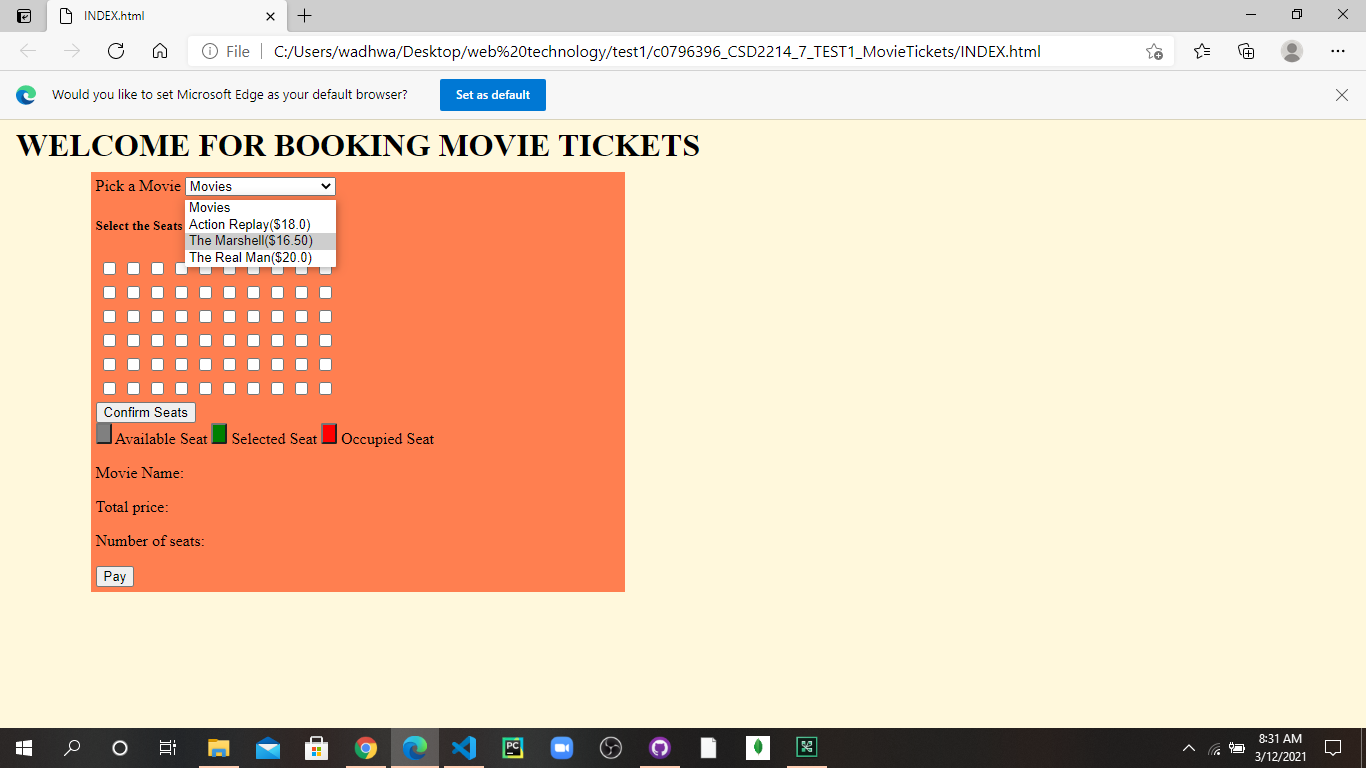 INDEX.html
File
C:/Users/wadhwa/Desktop/web%20technology/test1/c0796396_CSD2214_7_TEST1_MovieTickets/INDEX.html
Would you like to set Microsoft Edge as your default browser?
Set as default
WELCOME FOR BOOKING MOVIE TICKETS
Pick a Movie Movies
Movies
Select the Seats
Action Replay($18.0)
The Marshell($16.50)
The Real Man($20.0)
Confirm Seats
Available Seat Selected Seat Occupied Seat
Movie Name:
Total price:
Number of seats:
Pay
PC
8:31 AM
3/12/2021